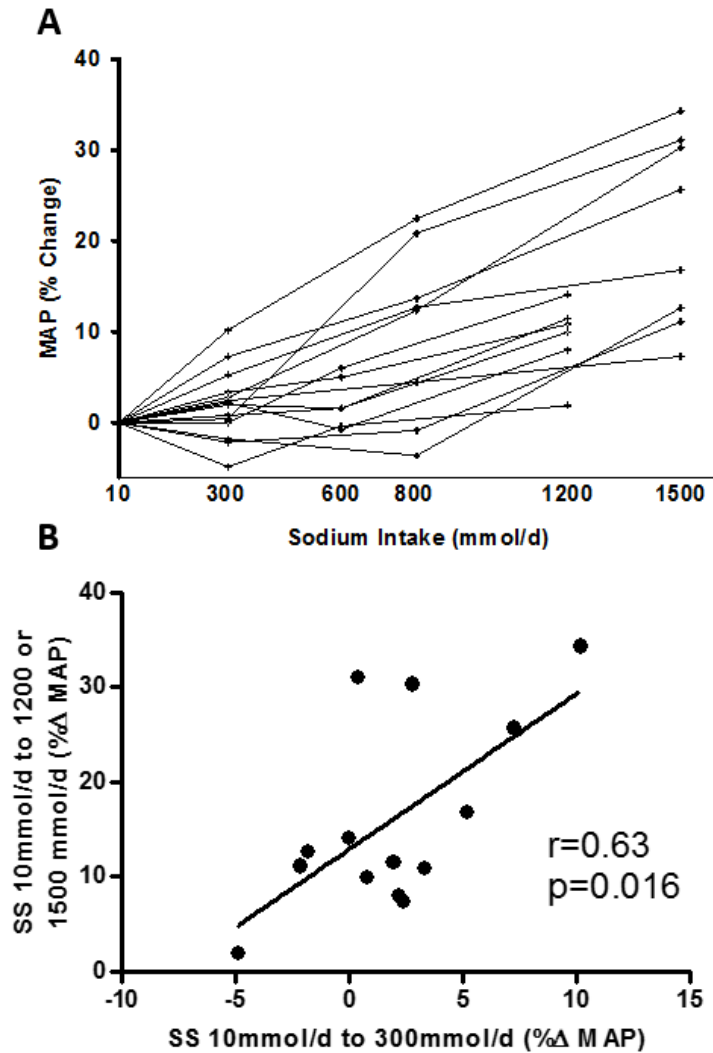 A
40
30
20
10
0
MAP (% Change)
10 300 600 800 1200 1500
Sodium Intake (mmol/d)
B
40
30
20
10
0
SS 10mmol/d to 1200 or
1500 mmol/d (%Δ MAP)
r=0.63
p=0.016
-10 -5 0 5 10 15
SS 10mmol/d to 300mmol/d (%Δ MAP)